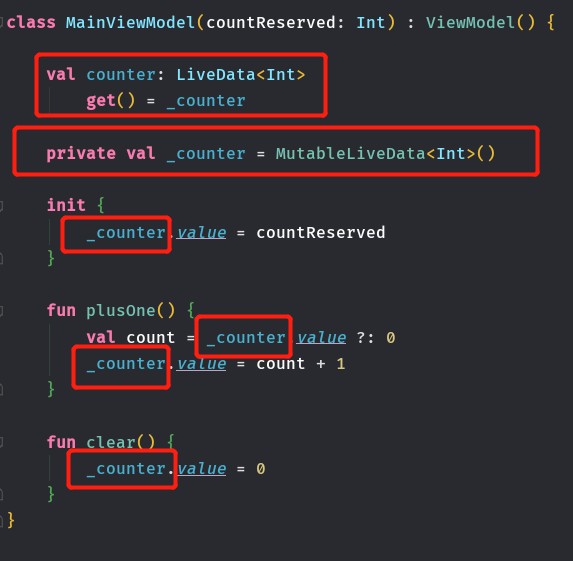 class MainViewModel(countReserved: Int) : ViewModel() {
val counter: LiveData<Int>
get() = _counter
private val _counter = MutableLiveData<Int>()
init {
_counter.value = countReserved
}
fun plusOne() {
val count = _counter.value ?: 0
_counter.value = count + 1
}
fun clear() {
_counter.value = 0
}
}